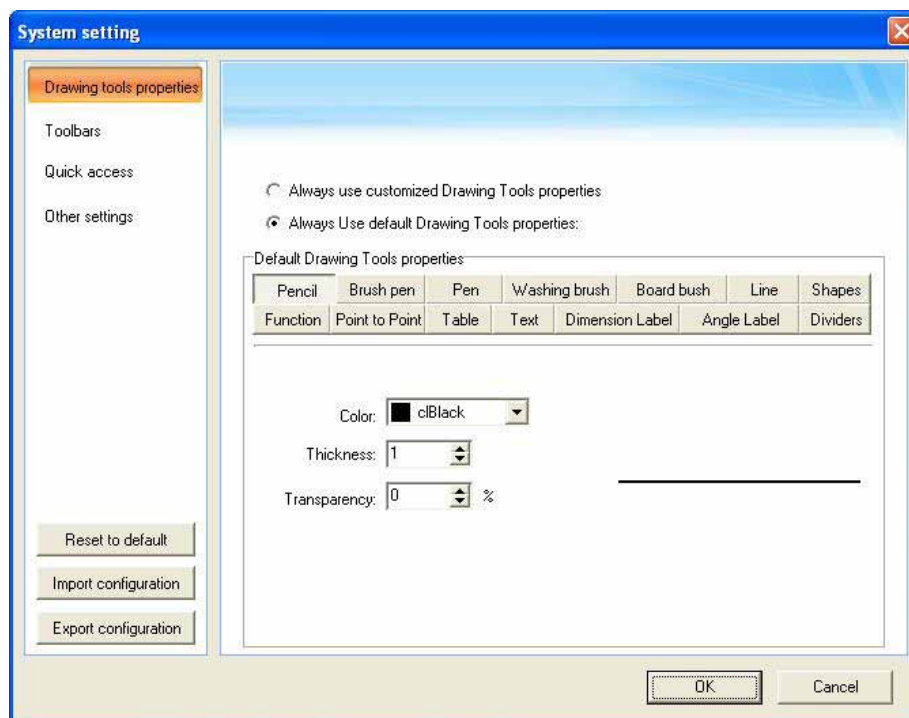 System setting
Drawing tools properties
Toolbars
Quick access
Other settings
Always use customized Drawing Tools properties
Always Use default Drawing Tools properties:
Default Drawing Tools properties
Pencil Brush pen Pen Washing brush Board bush Line Shapes
Function Point to Point Table Text Dimension Label Angle Label Dividers
Color: clBlack
Thickness: 1
Transparency: 0 %
Reset to default
Import configuration
Export configuration
OK Cancel